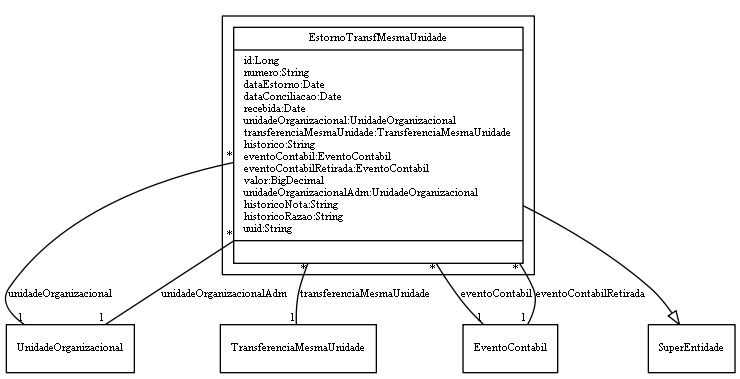 EstornoTransfMesmaUnidade
id:Long
numero:String
dataEstorno:Date
dataConciliacao:Date
recebida:Date
unidadeOrganizacional:UnidadeOrganizacional
transferenciaMesmaUnidade:TransferenciaMesmaUnidade
historico:String
eventoContabil:EventoContabil
eventoContabilRetirada:EventoContabil
valor:BigDecimal
unidadeOrganizacionalAdm:UnidadeOrganizacional
historicoNota:String
historicoRazao:String
uuid:String
*
*
* * *
unidadeOrganizacional unidadeOrganizacionalAdm transferenciaMesmaUnidade eventoContabil eventoContabilRetirada
1 1 1 1 1
UnidadeOrganizacional TransferenciaMesmaUnidade EventoContabil SuperEntidade